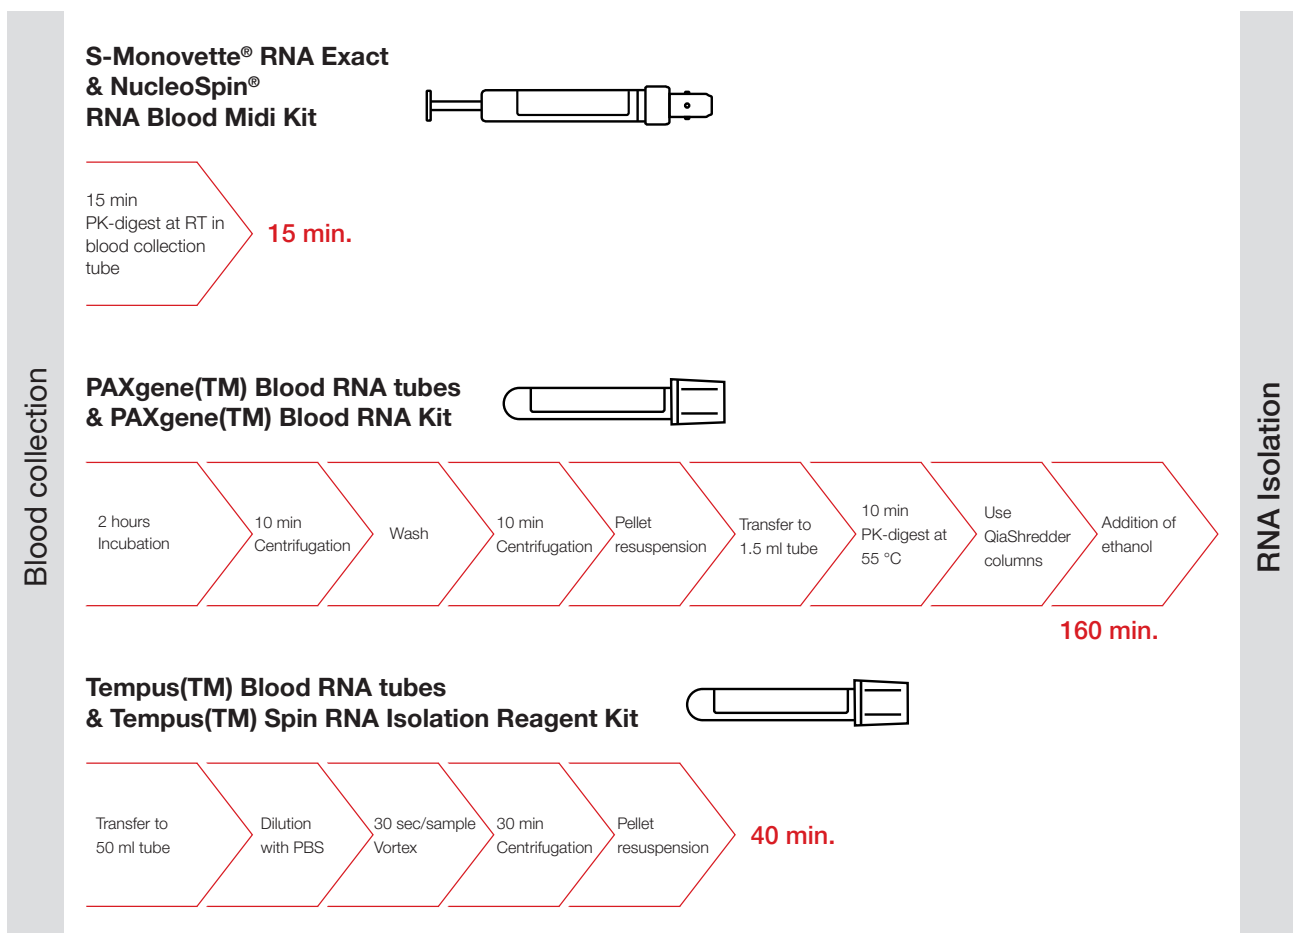 Blood collection
S-Monovette® RNA Exact
& NucleoSpin®
RNA Blood Midi Kit
15 min
PK-digest at RT in
blood collection
tube
15 min.
PAXgene(TM) Blood RNA tubes
& PAXgene(TM) Blood RNA Kit
2 hours
Incubation
10 min
Centrifugation
Wash
10 min
Centrifugation
Pellet
resuspension
Transfer to
1.5 ml tube
10 min
PK-digest at
55 °C
Use
QiaShredder
columns
Addition of
ethanol
160 min.
Tempus(TM) Blood RNA tubes
& Tempus(TM) Spin RNA Isolation Reagent Kit
Transfer to
50 ml tube
Dilution
with PBS
30 sec/sample
Vortex
30 min
Centrifugation
Pellet
resuspension
40 min.
RNA Isolation